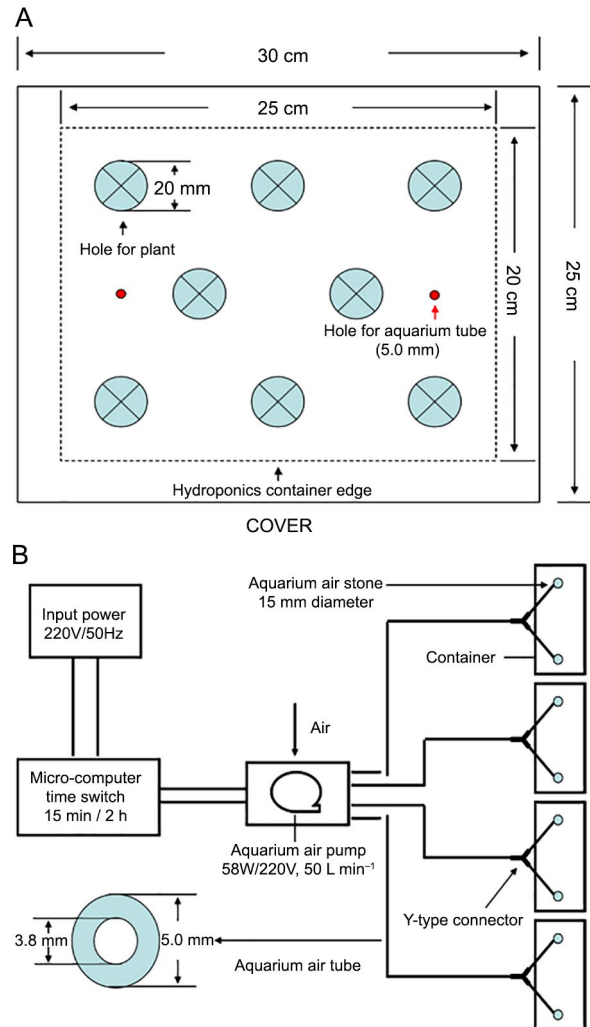 A
30 cm
25 cm
20 mm
Hole for plant
20 cm
25 cm
Hole for aquarium tube
(5.0 mm)
Hydroponics container edge
COVER
B
Input power
220V/50Hz
Aquarium air stone
15 mm diameter
Container
Air
Micro-computer
time switch
15 min / 2 h
Aquarium air pump
58W/220V, 50 L min⁻¹
Y-type connector
3.8 mm
5.0 mm
Aquarium air tube